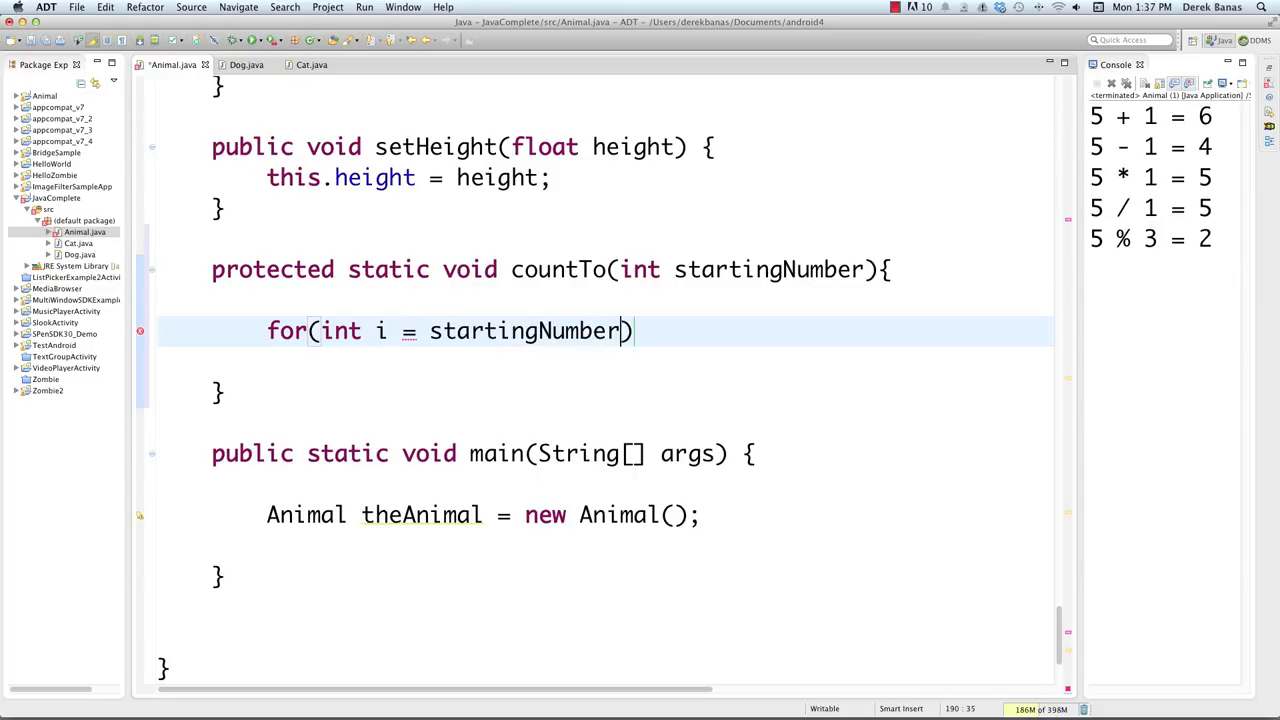 ADT File Edit Refactor Source Navigate Search Project Run Window Help 10 Mon 1:37 PM Derek Banas
Java – JavaComplete/src/Animal.java – ADT – /Users/derekbanas/Documents/android4
Quick Access Java DDMS
Package Exp
Animal
appcompat_v7
appcompat_v7_2
appcompat_v7_3
appcompat_v7_4
BridgeSample
HelloWorld
HelloZombie
ImageFilterSampleApp
JavaComplete
src
(default package)
Animal.java
Cat.java
Dog.java
JRE System Library [Ja
ListPickerExample2Activi
MediaBrowser
MultiWindowSDKExample
MusicPlayerActivity
SlookActivity
SPenSDK30_Demo
TestAndroid
TextGroupActivity
VideoPlayerActivity
Zombie
Zombie2
*Animal.java Dog.java Cat.java
}
public void setHeight(float height) {
this.height = height;
}
protected static void countTo(int startingNumber){
for(int i = startingNumber)
}
public static void main(String[] args) {
Animal theAnimal = new Animal();
}
}
Console
<terminated> Animal (1) [Java Application] /S
5 + 1 = 6
5 - 1 = 4
5 * 1 = 5
5 / 1 = 5
5 % 3 = 2
Writable Smart Insert 190 : 35 186M of 398M